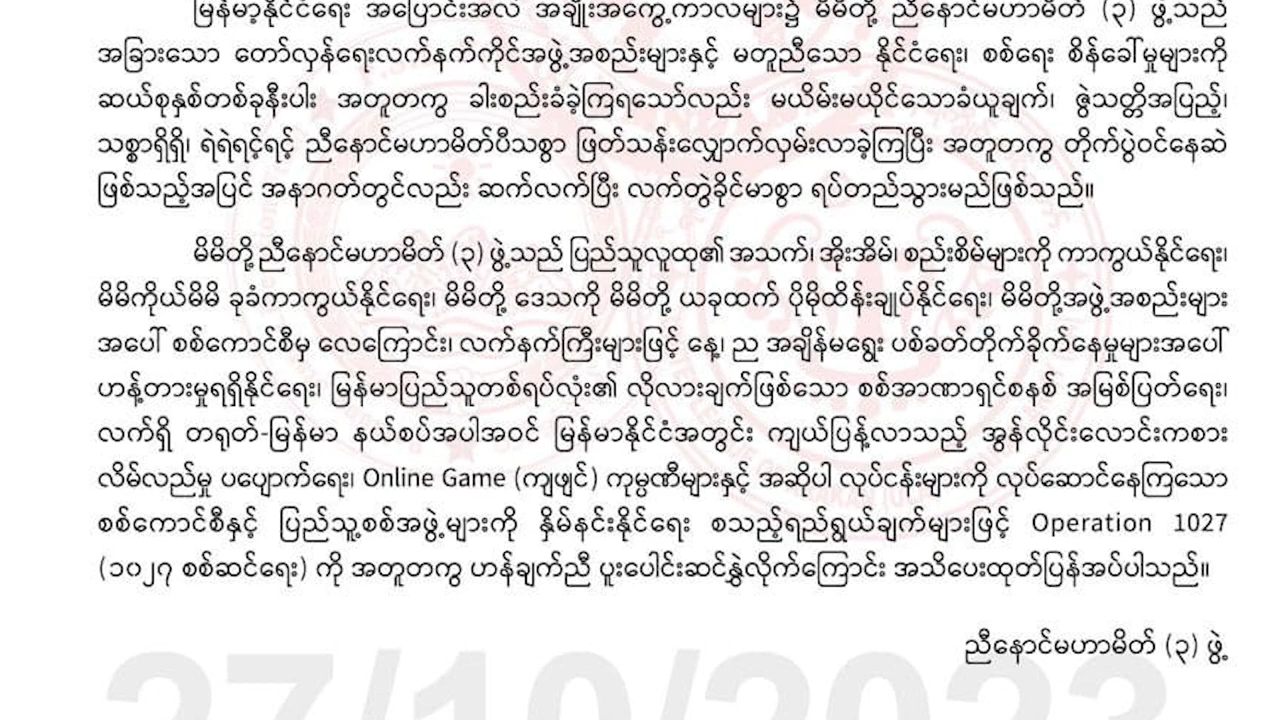 မြန်မာ့နိုင်ငံရေး အပြောင်းအလဲ အချိုးအကွေ့ကာလများ၌ မိမိတို့ ညီနောင်မဟာမိတ် (၃) ဖွဲ့သည်
အခြားသော တော်လှန်ရေးလက်နက်ကိုင်အဖွဲ့အစည်းများနှင့် မတူညီသော နိုင်ငံရေး၊ စစ်ရေး စိန်ခေါ်မှုများကို
ဆယ်စုနှစ်တစ်ခုနီးပါး အတူတကွ ခါးစည်းခံခဲ့ကြရသော်လည်း မယိမ်းမယိုင်သောခံယူချက်၊ ဇွဲသတ္တိအပြည့်၊
သစ္စာရှိရှိ၊ ရဲရဲရင့်ရင့် ညီနောင်မဟာမိတ်ပီသစွာ ဖြတ်သန်းလျှောက်လှမ်းလာခဲ့ကြပြီး အတူတကွ တိုက်ပွဲဝင်နေဆဲ
ဖြစ်သည့်အပြင် အနာဂတ်တွင်လည်း ဆက်လက်ပြီး လက်တွဲခိုင်မာစွာ ရပ်တည်သွားမည်ဖြစ်သည်။
မိမိတို့ညီနောင်မဟာမိတ် (၃) ဖွဲ့သည် ပြည်သူလူထု၏ အသက်၊ အိုးအိမ်၊ စည်းစိမ်များကို ကာကွယ်နိုင်ရေး၊
မိမိကိုယ်မိမိ ခုခံကာကွယ်နိုင်ရေး၊ မိမိတို့ ဒေသကို မိမိတို့ ယခုထက် ပိုမိုထိန်းချုပ်နိုင်ရေး၊ မိမိတို့အဖွဲ့အစည်းများ
အပေါ် စစ်ကောင်စီမှ လေကြောင်း၊ လက်နက်ကြီးများဖြင့် နေ့၊ ည အချိန်မရွေး ပစ်ခတ်တိုက်ခိုက်နေမှုများအပေါ်
ဟန့်တားမှုရရှိနိုင်ရေး၊ မြန်မာပြည်သူတစ်ရပ်လုံး၏ လိုလားချက်ဖြစ်သော စစ်အာဏာရှင်စနစ် အမြစ်ပြတ်ရေး၊
လက်ရှိ တရုတ်-မြန်မာ နယ်စပ်အပါအဝင် မြန်မာနိုင်ငံအတွင်း ကျယ်ပြန့်လာသည့် အွန်လိုင်းလောင်းကစား
လိမ်လည်မှု ပပျောက်ရေး၊ Online Game (ကျဖျင်) ကုမ္ပဏီများနှင့် အဆိုပါ လုပ်ငန်းများကို လုပ်ဆောင်နေကြသော
စစ်ကောင်စီနှင့် ပြည်သူ့စစ်အဖွဲ့များကို နှိမ်နင်းနိုင်ရေး စသည့်ရည်ရွယ်ချက်များဖြင့် Operation 1027
(၁၀၂၇ စစ်ဆင်ရေး) ကို အတူတကွ ဟန်ချက်ညီ ပူးပေါင်းဆင်နွှဲလိုက်ကြောင်း အသိပေးထုတ်ပြန်အပ်ပါသည်။
ညီနောင်မဟာမိတ် (၃) ဖွဲ့
27/10/2023